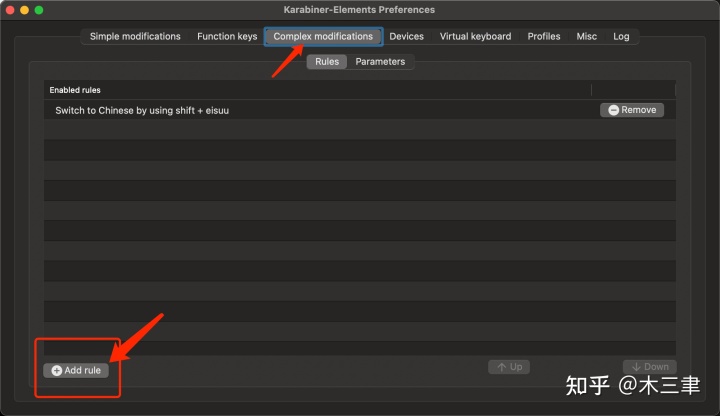 Karabiner-Elements Preferences
Simple modifications Function keys Complex modifications Devices Virtual keyboard Profiles Misc Log
Rules Parameters
Enabled rules
Switch to Chinese by using shift + eisuu Remove
Add rule Up Down
知乎 @木三聿